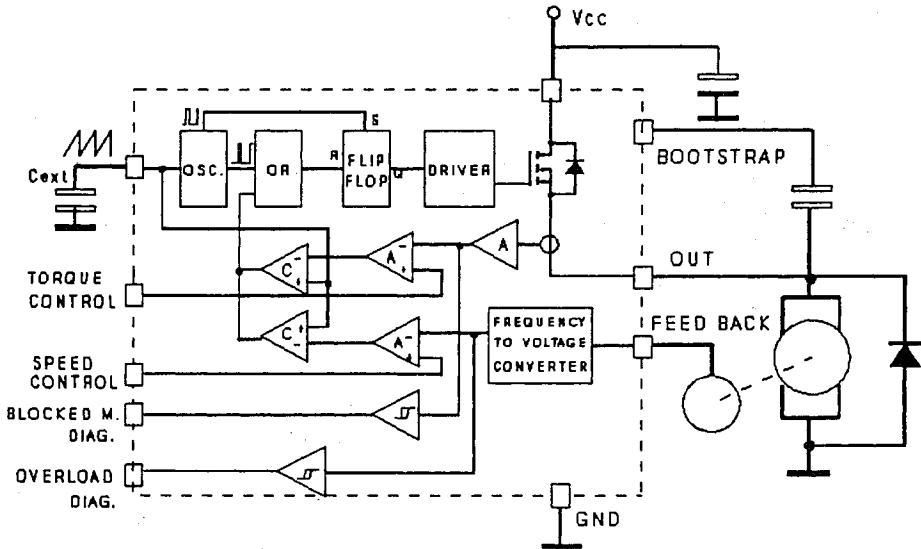 Vcc
S
OSC.
OR
R
FLIP
FLOP
Q
DRIVER
BOOTSTRAP
Cext
A
A
-
+
C
-
+
TORQUE
CONTROL
OUT
C
+
-
A
-
+
FREQUENCY
TO VOLTAGE
CONVERTER
FEED BACK
SPEED
CONTROL
BLOCKED M.
DIAG.
OVERLOAD
DIAG.
GND